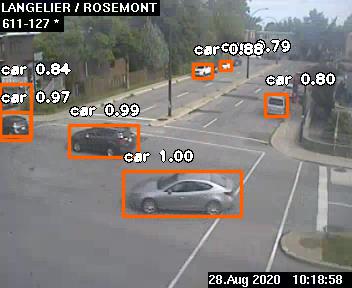 LANGELIER / ROSEMONT
611-127 *
car 0.88
.79
car 0.84
car 0.80
car 0.97
car 0.99
car 1.00
28.Aug 2020 10:18:58